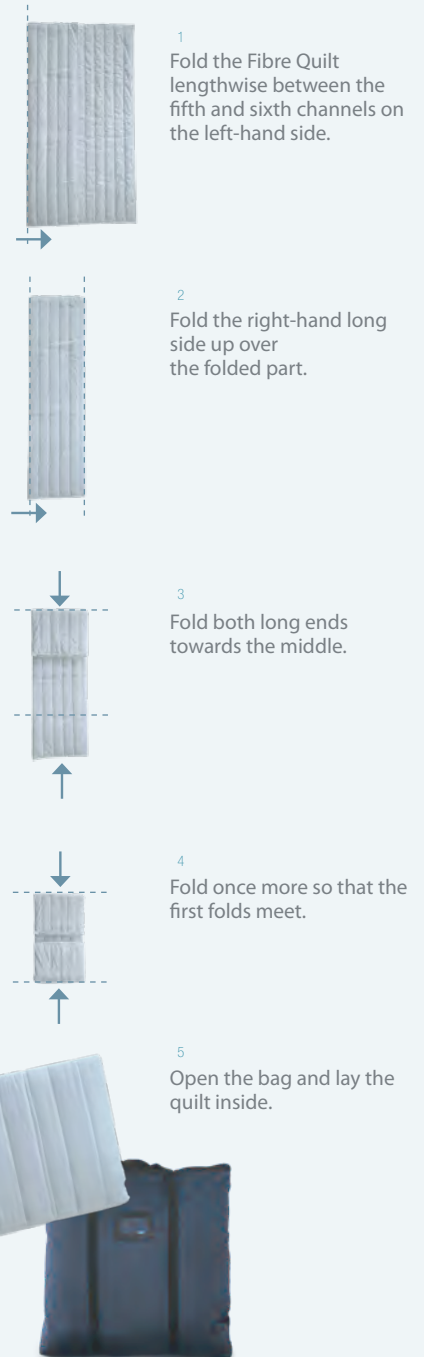 1
Fold the Fibre Quilt
lengthwise between the
fifth and sixth channels on
the left-hand side.
2
Fold the right-hand long
side up over
the folded part.
3
Fold both long ends
towards the middle.
4
Fold once more so that the
first folds meet.
5
Open the bag and lay the
quilt inside.